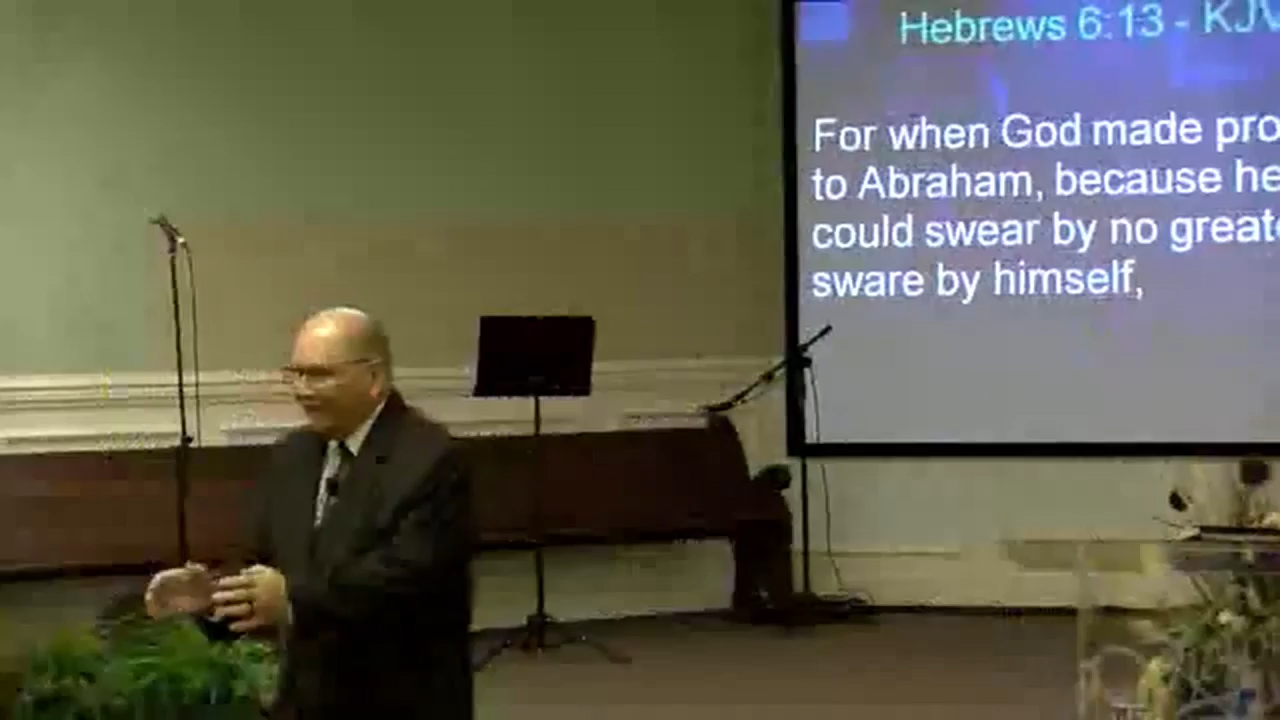 Hebrews 6:13 - KJV
For when God made pro
to Abraham, because he
could swear by no greate
sware by himself,